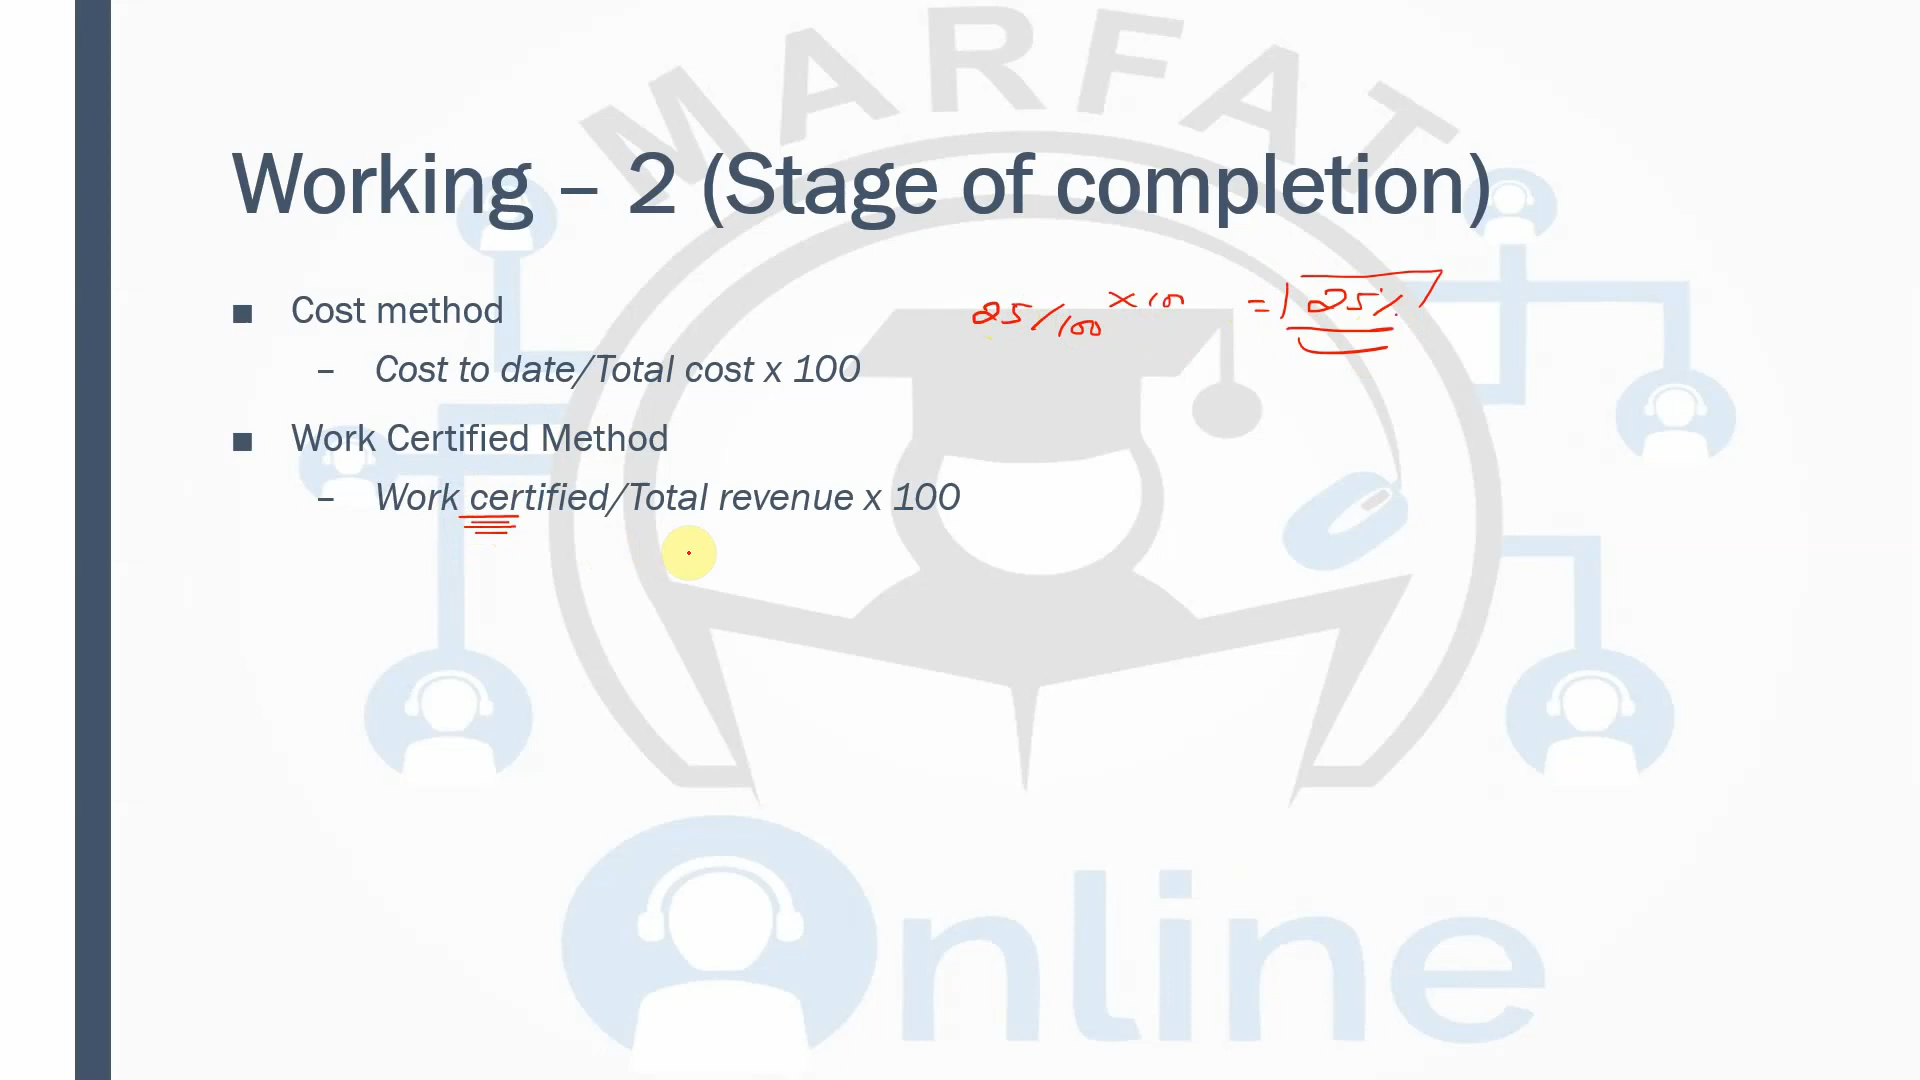 MARFAT
Working – 2 (Stage of completion)
■ Cost method
25/100 × 100 = 25%
– Cost to date/Total cost x 100
■ Work Certified Method
– Work certified/Total revenue x 100
Online